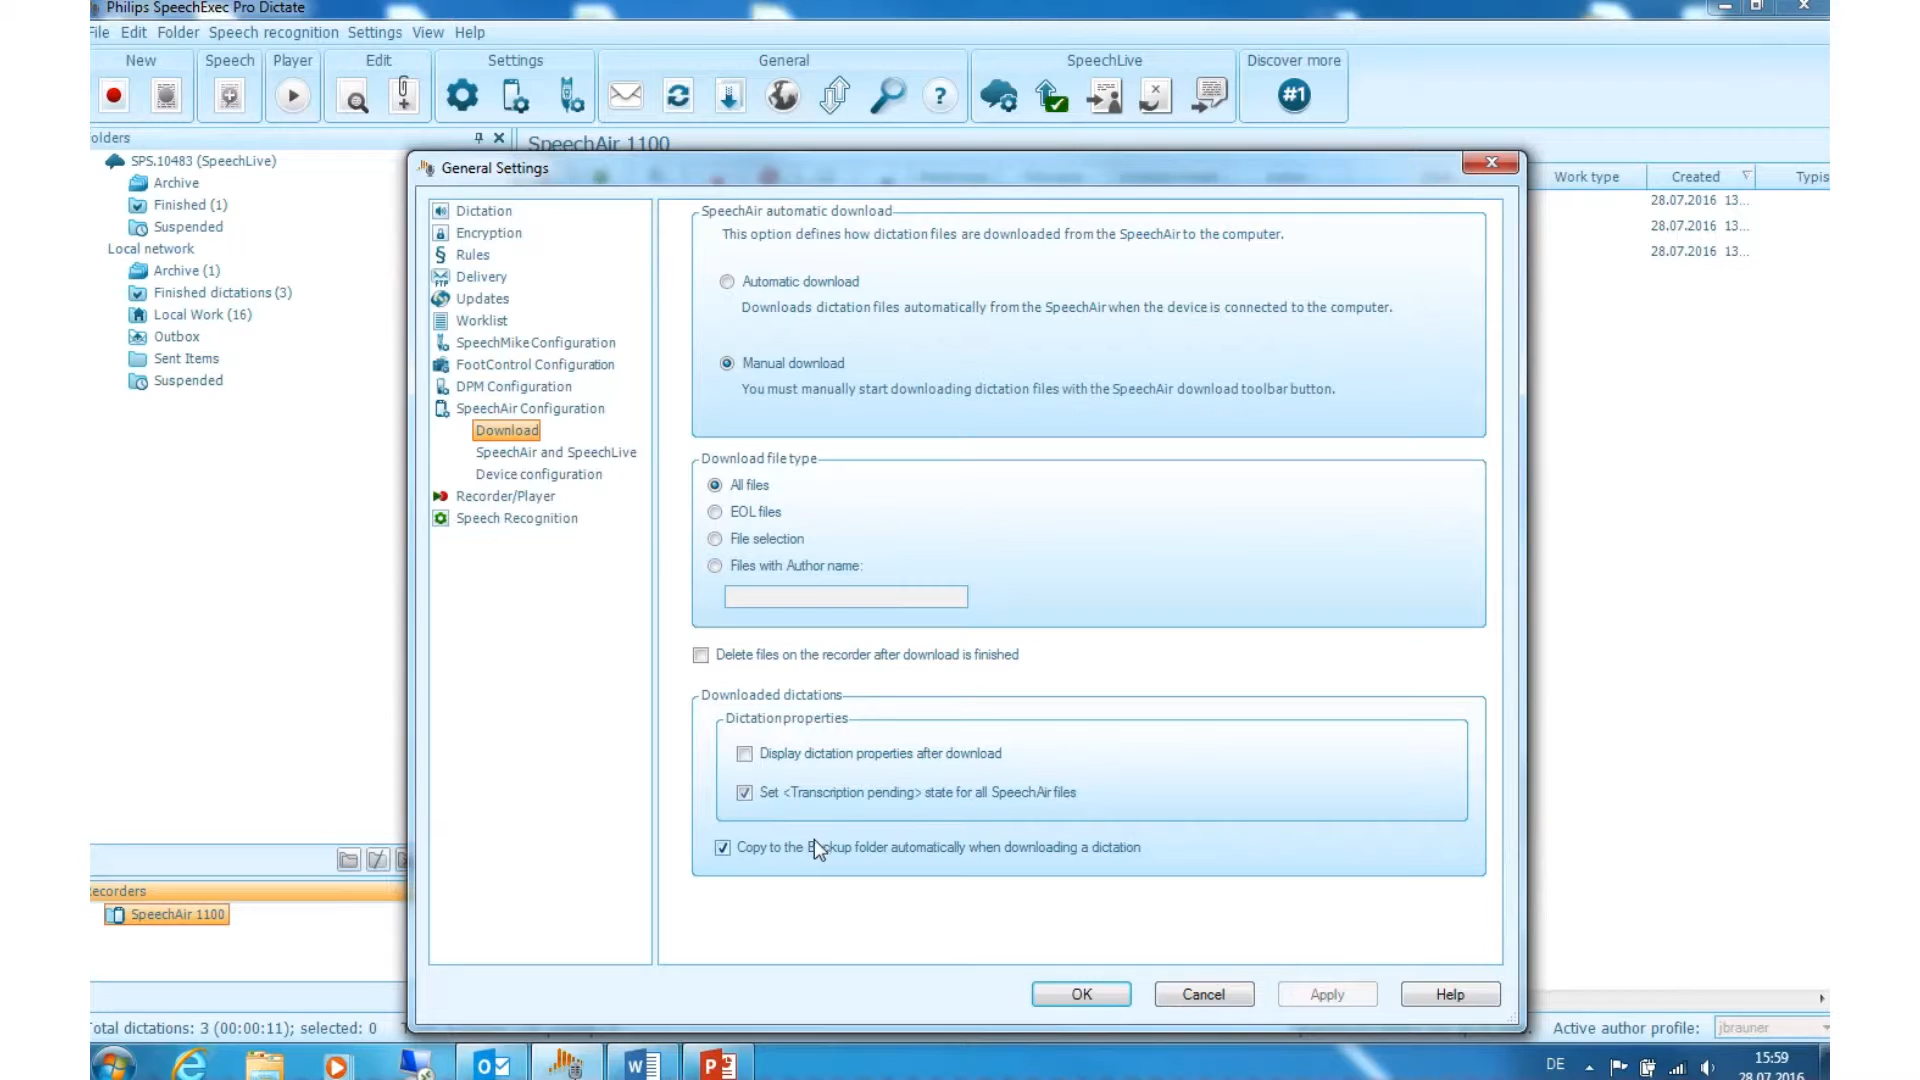 Philips SpeechExec Pro Dictate
File Edit Folder Speech recognition Settings View Help
New Speech Player Edit Settings General SpeechLive Discover more
? #1
olders
SpeechAir 1100
SPS.10483 (SpeechLive)
Archive
Finished (1)
Suspended
Local network
Archive (1)
Finished dictations (3)
Local Work (16)
Outbox
Sent Items
Suspended
ecorders
SpeechAir 1100
General Settings
Dictation
Encryption
Rules
Delivery
Updates
Worklist
SpeechMike Configuration
FootControl Configuration
DPM Configuration
SpeechAir Configuration
Download
SpeechAir and SpeechLive
Device configuration
Recorder/Player
Speech Recognition
SpeechAir automatic download
This option defines how dictation files are downloaded from the SpeechAir to the computer.
Automatic download
Downloads dictation files automatically from the SpeechAir when the device is connected to the computer.
Manual download
You must manually start downloading dictation files with the SpeechAir download toolbar button.
Download file type
All files
EOL files
File selection
Files with Author name:
Delete files on the recorder after download is finished
Downloaded dictations
Dictation properties
Display dictation properties after download
Set <Transcription pending> state for all SpeechAir files
Copy to the Backup folder automatically when downloading a dictation
OK Cancel Apply Help
Work type Created Typis
28.07.2016 13...
28.07.2016 13...
28.07.2016 13...
otal dictations: 3 (00:00:11); selected: 0
Active author profile: jbrauner
DE 15:59
28.07.2016